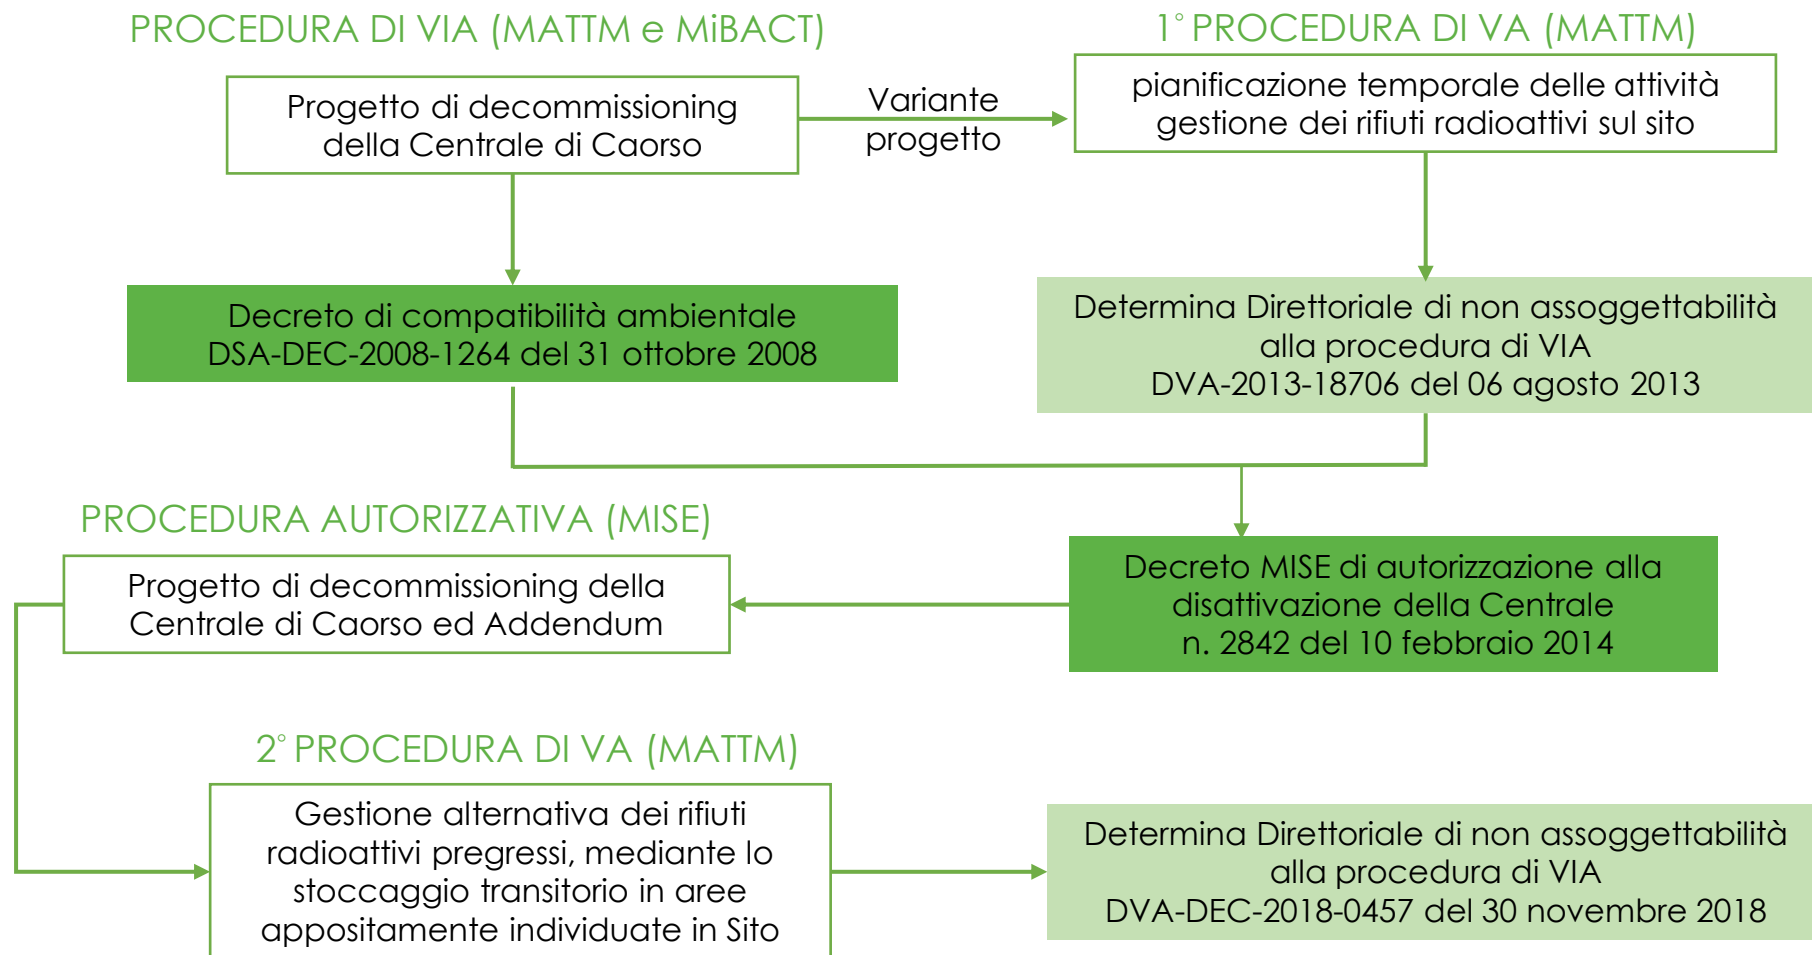 PROCEDURA DI VIA (MATTM e MiBACT)
Progetto di decommissioning
della Centrale di Caorso
Variante
progetto
1° PROCEDURA DI VA (MATTM)
pianificazione temporale delle attività
gestione dei rifiuti radioattivi sul sito
Decreto di compatibilità ambientale
DSA-DEC-2008-1264 del 31 ottobre 2008
Determina Direttoriale di non assoggettabilità
alla procedura di VIA
DVA-2013-18706 del 06 agosto 2013
PROCEDURA AUTORIZZATIVA (MISE)
Progetto di decommissioning della
Centrale di Caorso ed Addendum
Decreto MISE di autorizzazione alla
disattivazione della Centrale
n. 2842 del 10 febbraio 2014
2° PROCEDURA DI VA (MATTM)
Gestione alternativa dei rifiuti
radioattivi pregressi, mediante lo
stoccaggio transitorio in aree
appositamente individuate in Sito
Determina Direttoriale di non assoggettabilità
alla procedura di VIA
DVA-DEC-2018-0457 del 30 novembre 2018